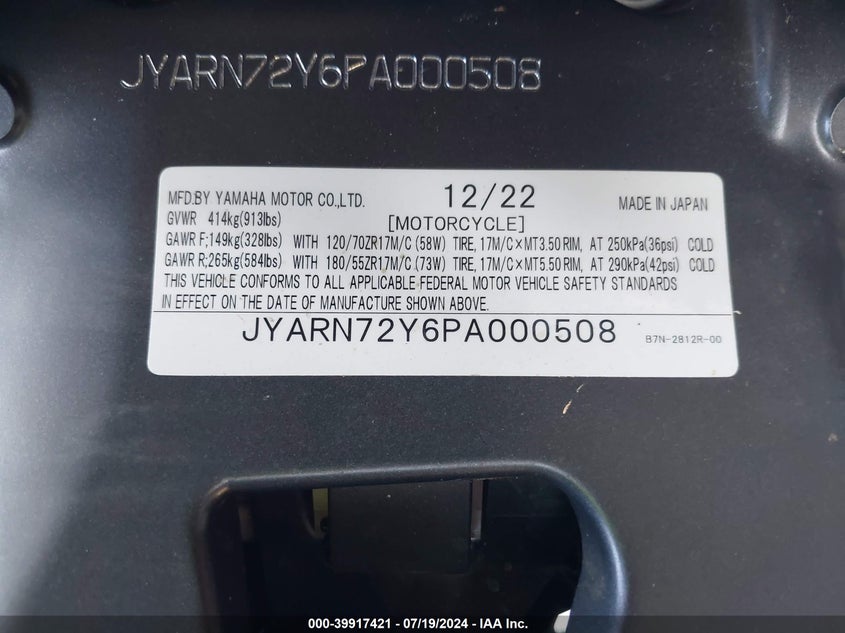 JYARN72Y6PA000508
MFD.BY YAMAHA MOTOR CO.,LTD. 12/22 MADE IN JAPAN
GVWR 414kg(913lbs) [MOTORCYCLE]
GAWR F;149kg(328lbs) WITH 120/70ZR17M/C (58W) TIRE, 17M/C×MT3.50 RIM, AT 250kPa(36psi) COLD
GAWR R;265kg(584lbs) WITH 180/55ZR17M/C (73W) TIRE, 17M/C×MT5.50 RIM, AT 290kPa(42psi) COLD
THIS VEHICLE CONFORMS TO ALL APPLICABLE FEDERAL MOTOR VEHICLE SAFETY STANDARDS
IN EFFECT ON THE DATE OF MANUFACTURE SHOWN ABOVE.
JYARN72Y6PA000508 B7N-2812R-00
000-39917421 - 07/19/2024 - IAA Inc.